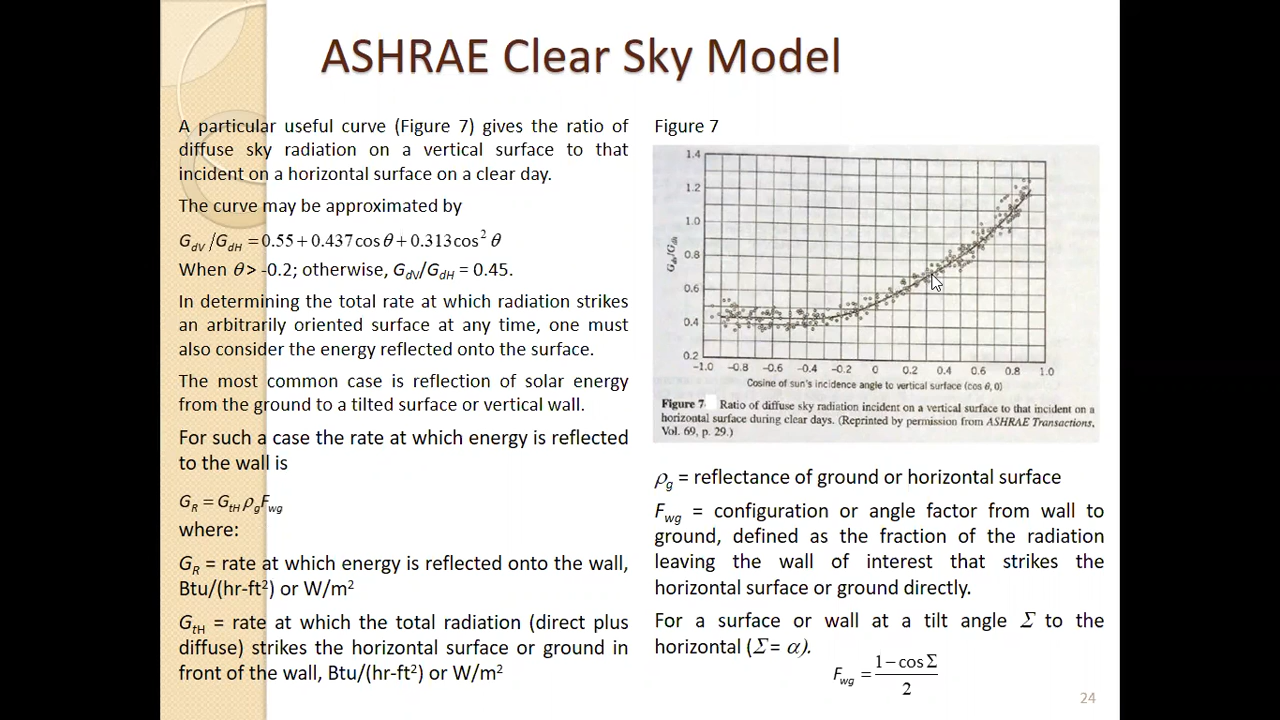 ASHRAE Clear Sky Model
A particular useful curve (Figure 7) gives the ratio of
diffuse sky radiation on a vertical surface to that
incident on a horizontal surface on a clear day.
The curve may be approximated by
G_dV/G_dH = 0.55 + 0.437 cos θ + 0.313 cos² θ
When θ > -0.2; otherwise, G_dV/G_dH = 0.45.
In determining the total rate at which radiation strikes
an arbitrarily oriented surface at any time, one must
also consider the energy reflected onto the surface.
The most common case is reflection of solar energy
from the ground to a tilted surface or vertical wall.
For such a case the rate at which energy is reflected
to the wall is
G_R = G_tH ρ_g F_wg
where:
G_R = rate at which energy is reflected onto the wall,
Btu/(hr-ft²) or W/m²
G_tH = rate at which the total radiation (direct plus
diffuse) strikes the horizontal surface or ground in
front of the wall, Btu/(hr-ft²) or W/m²
Figure 7
1.4
1.2
1.0
0.8
0.6
0.4
0.2
G_dV/G_dH
−1.0 −0.8 −0.6 −0.4 −0.2 0 0.2 0.4 0.6 0.8 1.0
Cosine of sun's incidence angle to vertical surface (cos θ, 0)
Figure 7 Ratio of diffuse sky radiation incident on a vertical surface to that incident on a
horizontal surface during clear days. (Reprinted by permission from ASHRAE Transactions,
Vol. 69, p. 29.)
ρ_g = reflectance of ground or horizontal surface
F_wg = configuration or angle factor from wall to
ground, defined as the fraction of the radiation
leaving the wall of interest that strikes the
horizontal surface or ground directly.
For a surface or wall at a tilt angle Σ to the
horizontal (Σ = α).
F_wg = (1 − cos Σ) / 2
24